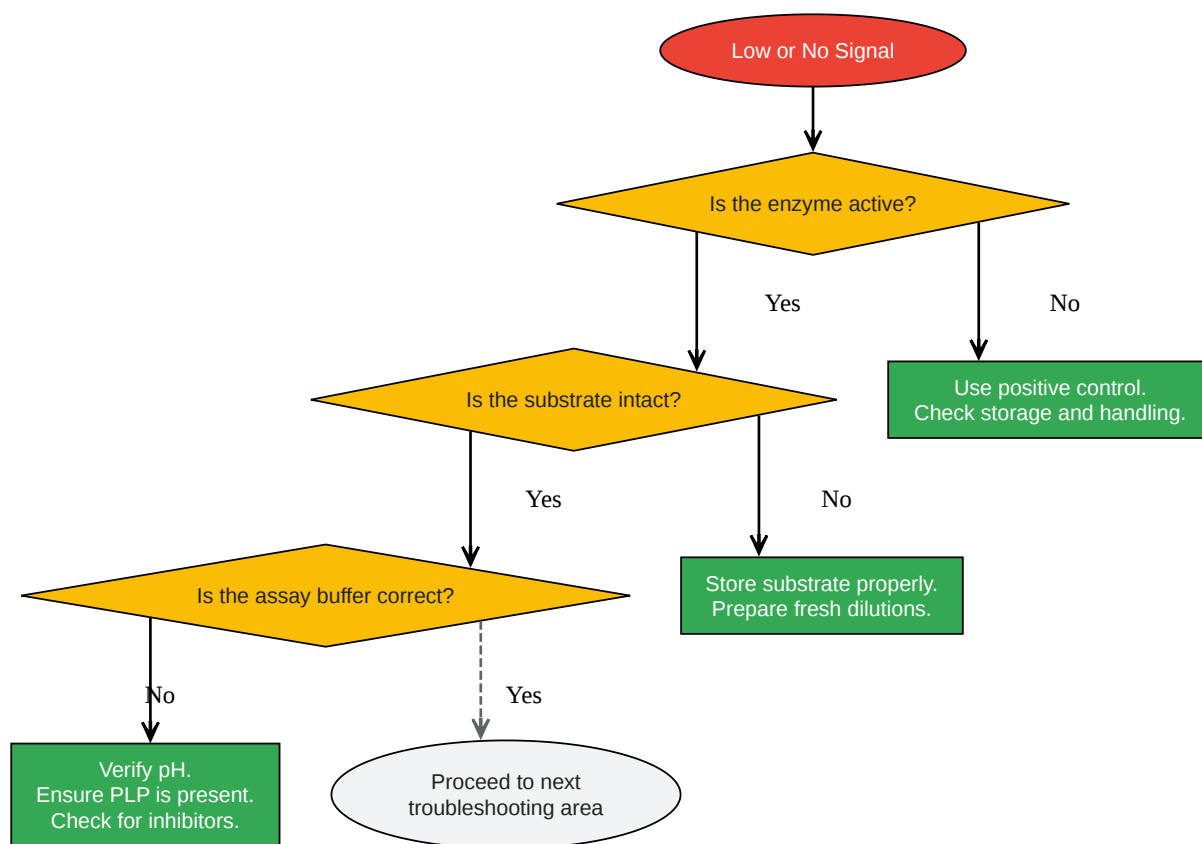 Low or No Signal
Is the enzyme active?
Yes
No
Is the substrate intact?
Use positive control.
Check storage and handling.
Yes
No
Is the assay buffer correct?
Store substrate properly.
Prepare fresh dilutions.
No
Yes
Verify pH.
Ensure PLP is present.
Check for inhibitors.
Proceed to next
troubleshooting area